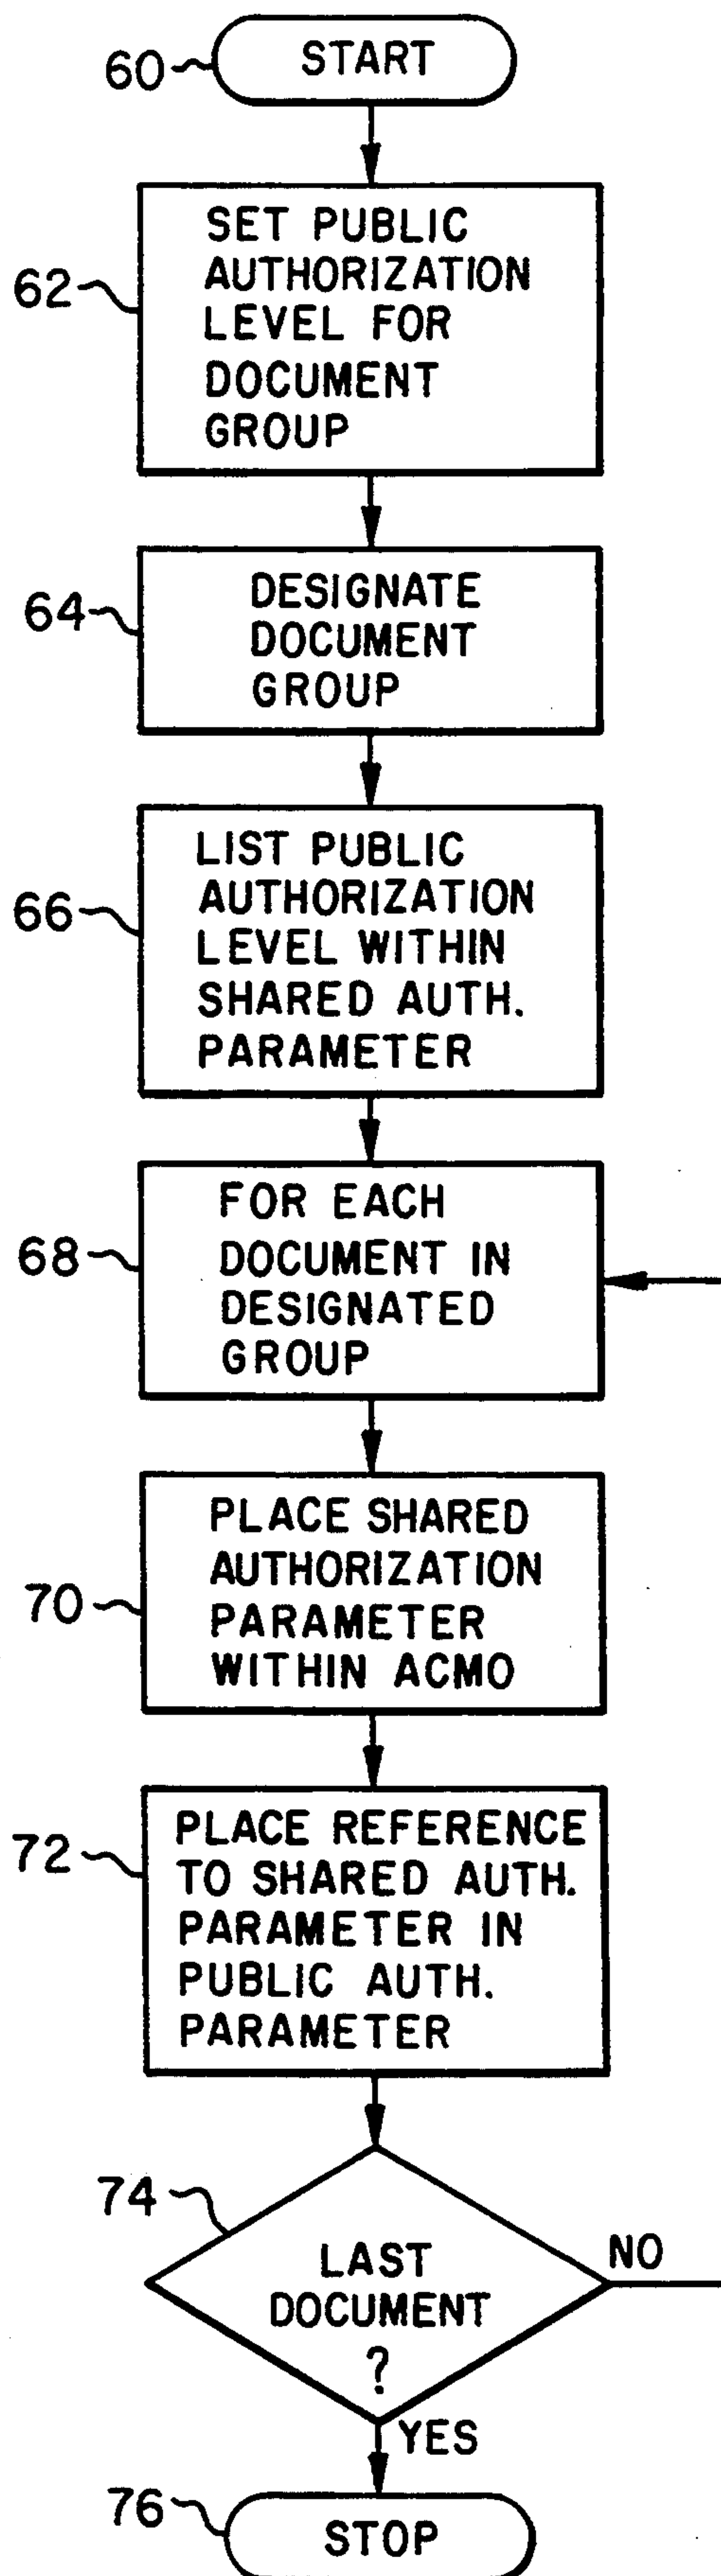 60
START
62
SET PUBLIC
AUTHORIZATION
LEVEL FOR
DOCUMENT
GROUP
64
DESIGNATE
DOCUMENT
GROUP
66
LIST PUBLIC
AUTHORIZATION
LEVEL WITHIN
SHARED AUTH.
PARAMETER
68
FOR EACH
DOCUMENT IN
DESIGNATED
GROUP
70
PLACE SHARED
AUTHORIZATION
PARAMETER
WITHIN ACMO
72
PLACE REFERENCE
TO SHARED AUTH.
PARAMETER IN
PUBLIC AUTH.
PARAMETER
74
LAST
DOCUMENT
?
NO
YES
76
STOP